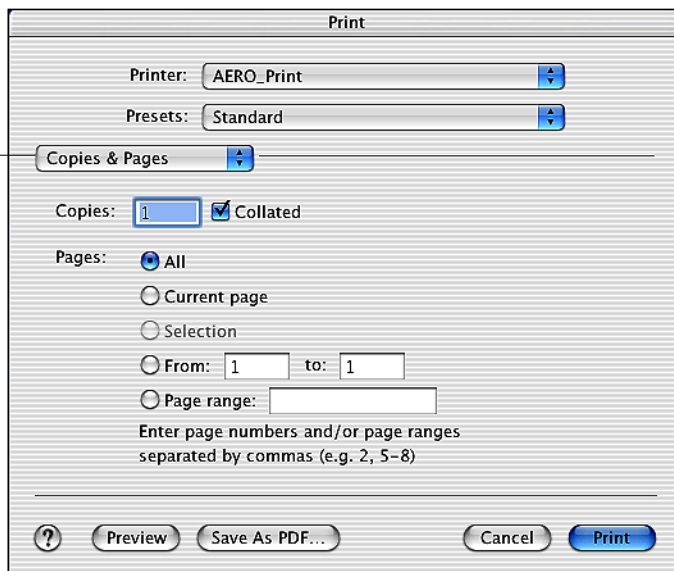 Print
Printer: AERO_Print
Presets: Standard
Copies & Pages
Copies: 1 Collated
Pages: All
Current page
Selection
From: 1 to: 1
Page range:
Enter page numbers and/or page ranges
separated by commas (e.g. 2, 5-8)
? Preview Save As PDF... Cancel Print